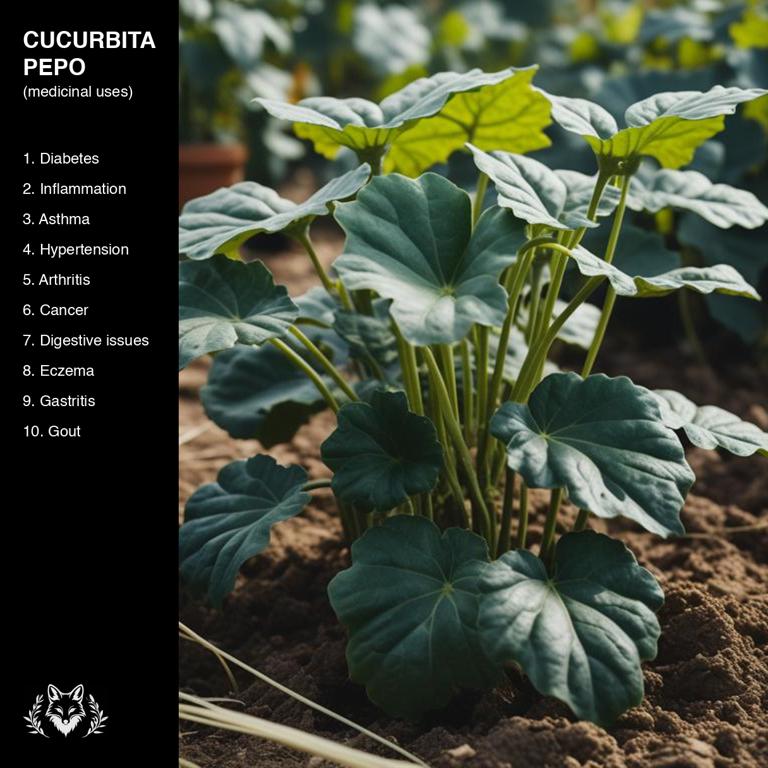 CUCURBITA
PEPO
(medicinal uses)
1. Diabetes
2. Inflammation
3. Asthma
4. Hypertension
5. Arthritis
6. Cancer
7. Digestive issues
8. Eczema
9. Gastritis
10. Gout